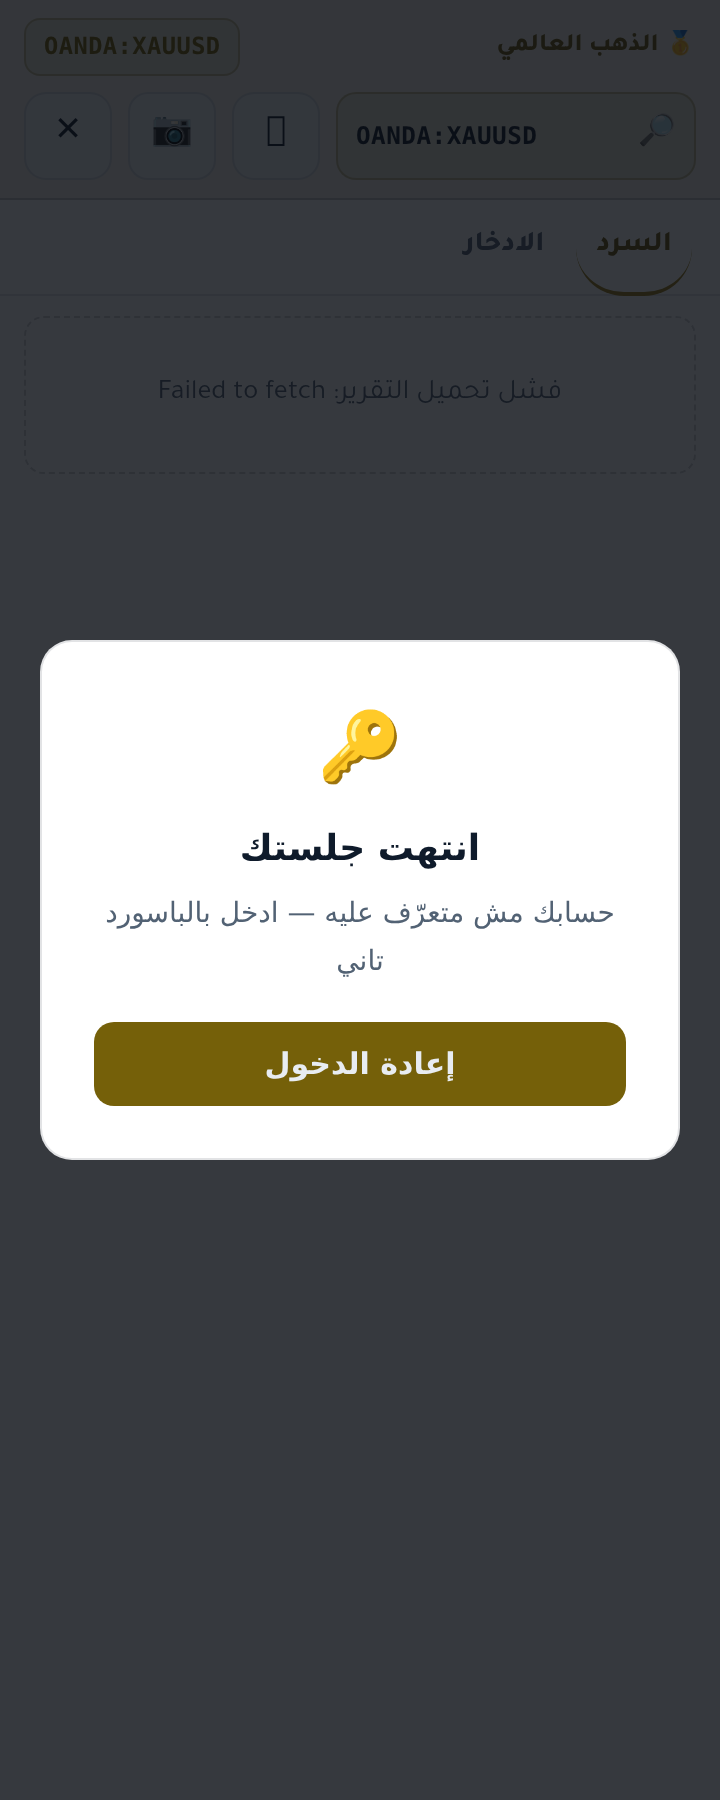 🥇 الذهب العالمي
OANDA:XAUUSD
OANDA:XAUUSD
السرد
الادخار
فشل تحميل التقرير: Failed to fetch
انتهت جلستك
حسابك مش متعرّف عليه — ادخل بالباسورد
تاني
إعادة الدخول